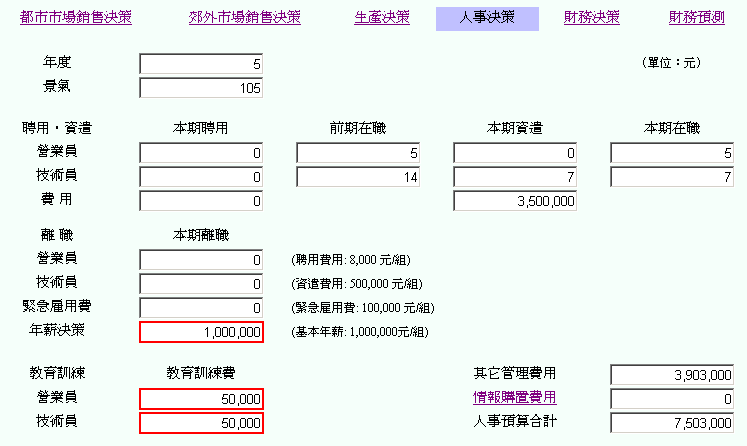 都市市場銷售決策 郊外市場銷售決策 生產決策 人事決策 財務決策 財務預測
年度 5 (單位：元)
景氣 105
聘用・資遣 本期聘用 前期在職 本期資遣 本期在職
營業員 0 5 0 5
技術員 0 14 7 7
費 用 0 3,500,000
離 職 本期離職
營業員 0 (聘用費用: 8,000 元/組)
技術員 0 (資遣費用: 500,000 元/組)
緊急雇用費 0 (緊急雇用費: 100,000 元/組)
年薪決策 1,000,000 (基本年薪: 1,000,000元/組)
教育訓練 教育訓練費 其它管理費用 3,903,000
營業員 50,000 情報購置費用 0
技術員 50,000 人事預算合計 7,503,000